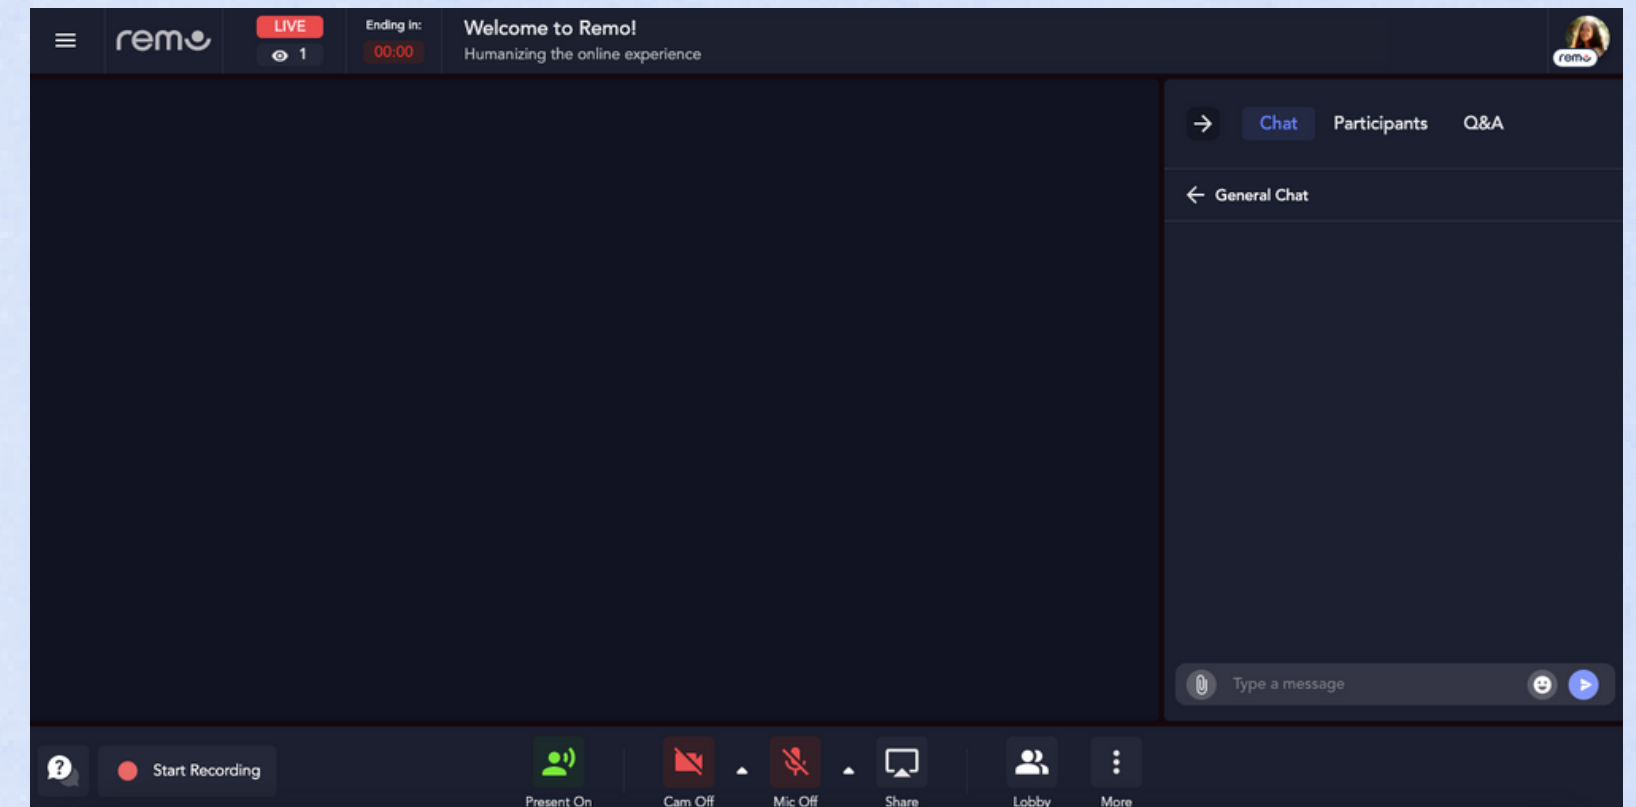 remo
LIVE
1
Ending in:
00:00
Welcome to Remo!
Humanizing the online experience
remo
Chat Participants Q&A
General Chat
Type a message
Start Recording
Present On
Cam Off
Mic Off
Share
Lobby
More